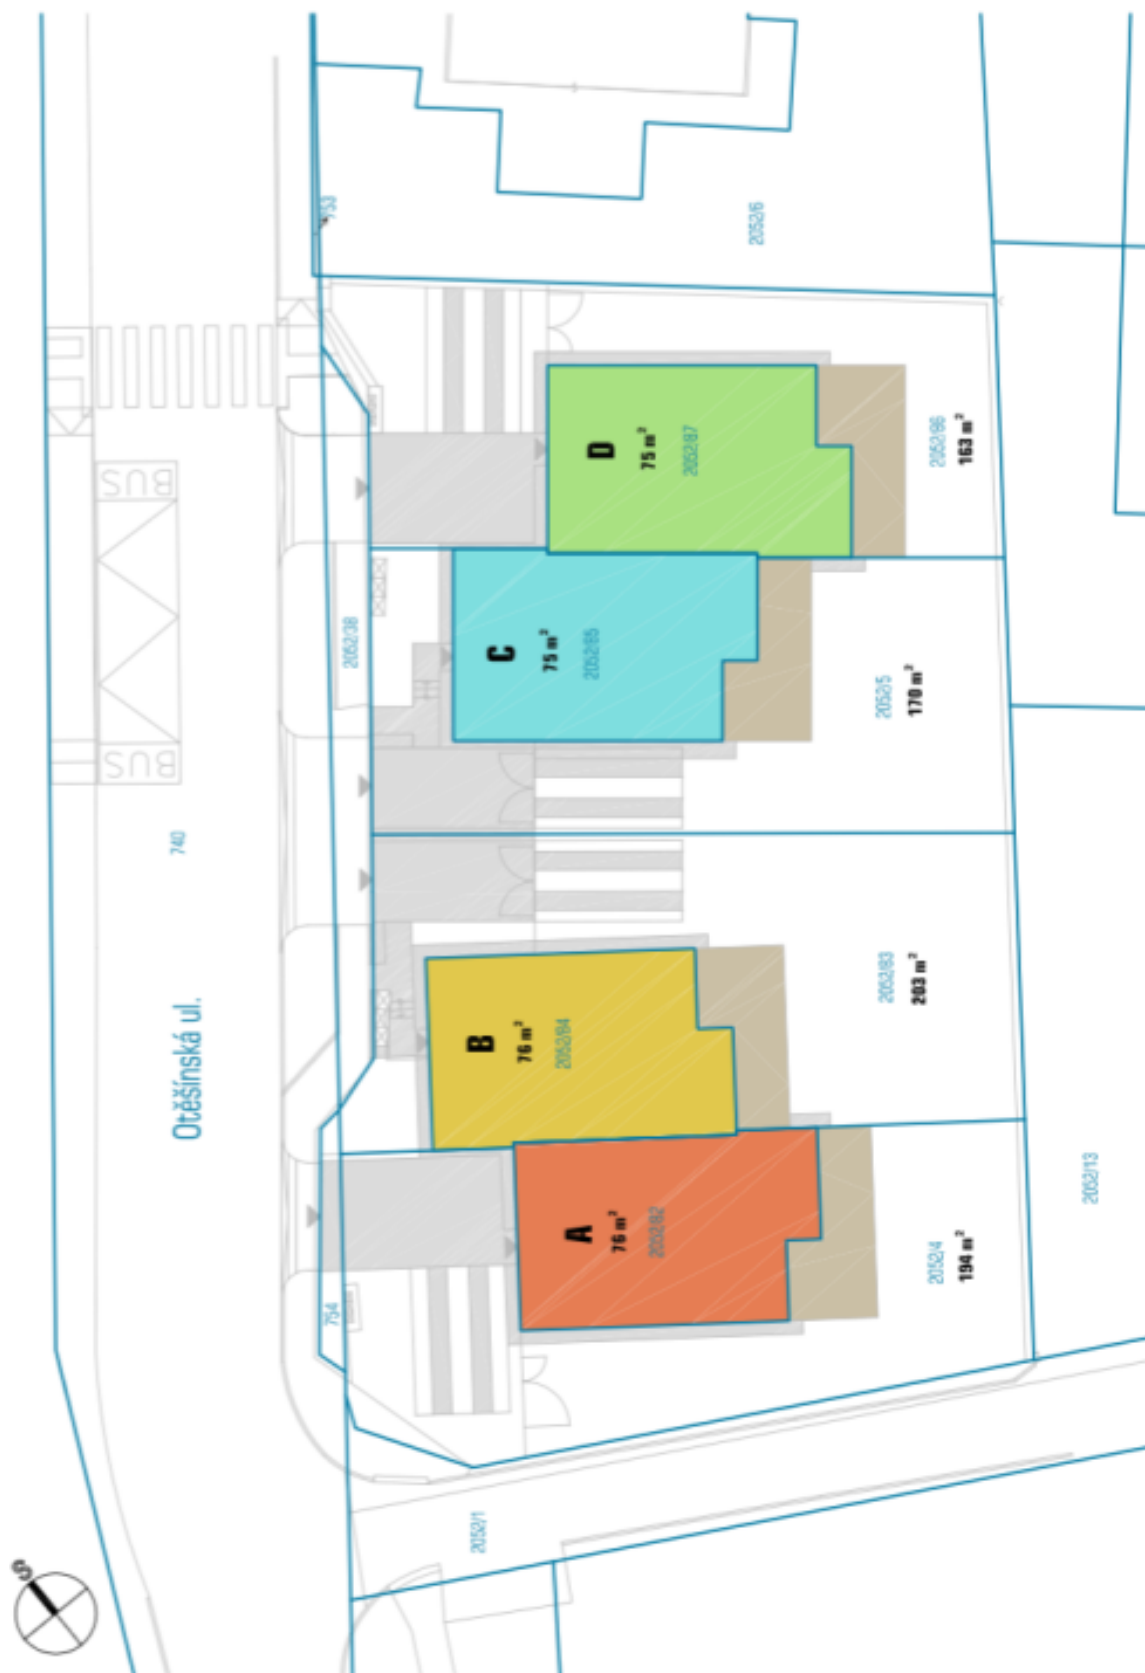 753
2052/6
BUS
D
75 m²
2052/87
2052/86
163 m²
2052/38
C
75 m²
2052/85
2052/5
170 m²
BUS
740
Otěšínská ul.
B
76 m²
2052/84
2052/83
203 m²
A
76 m²
2052/82
2052/4
194 m²
2052/13
754
2052/1
S